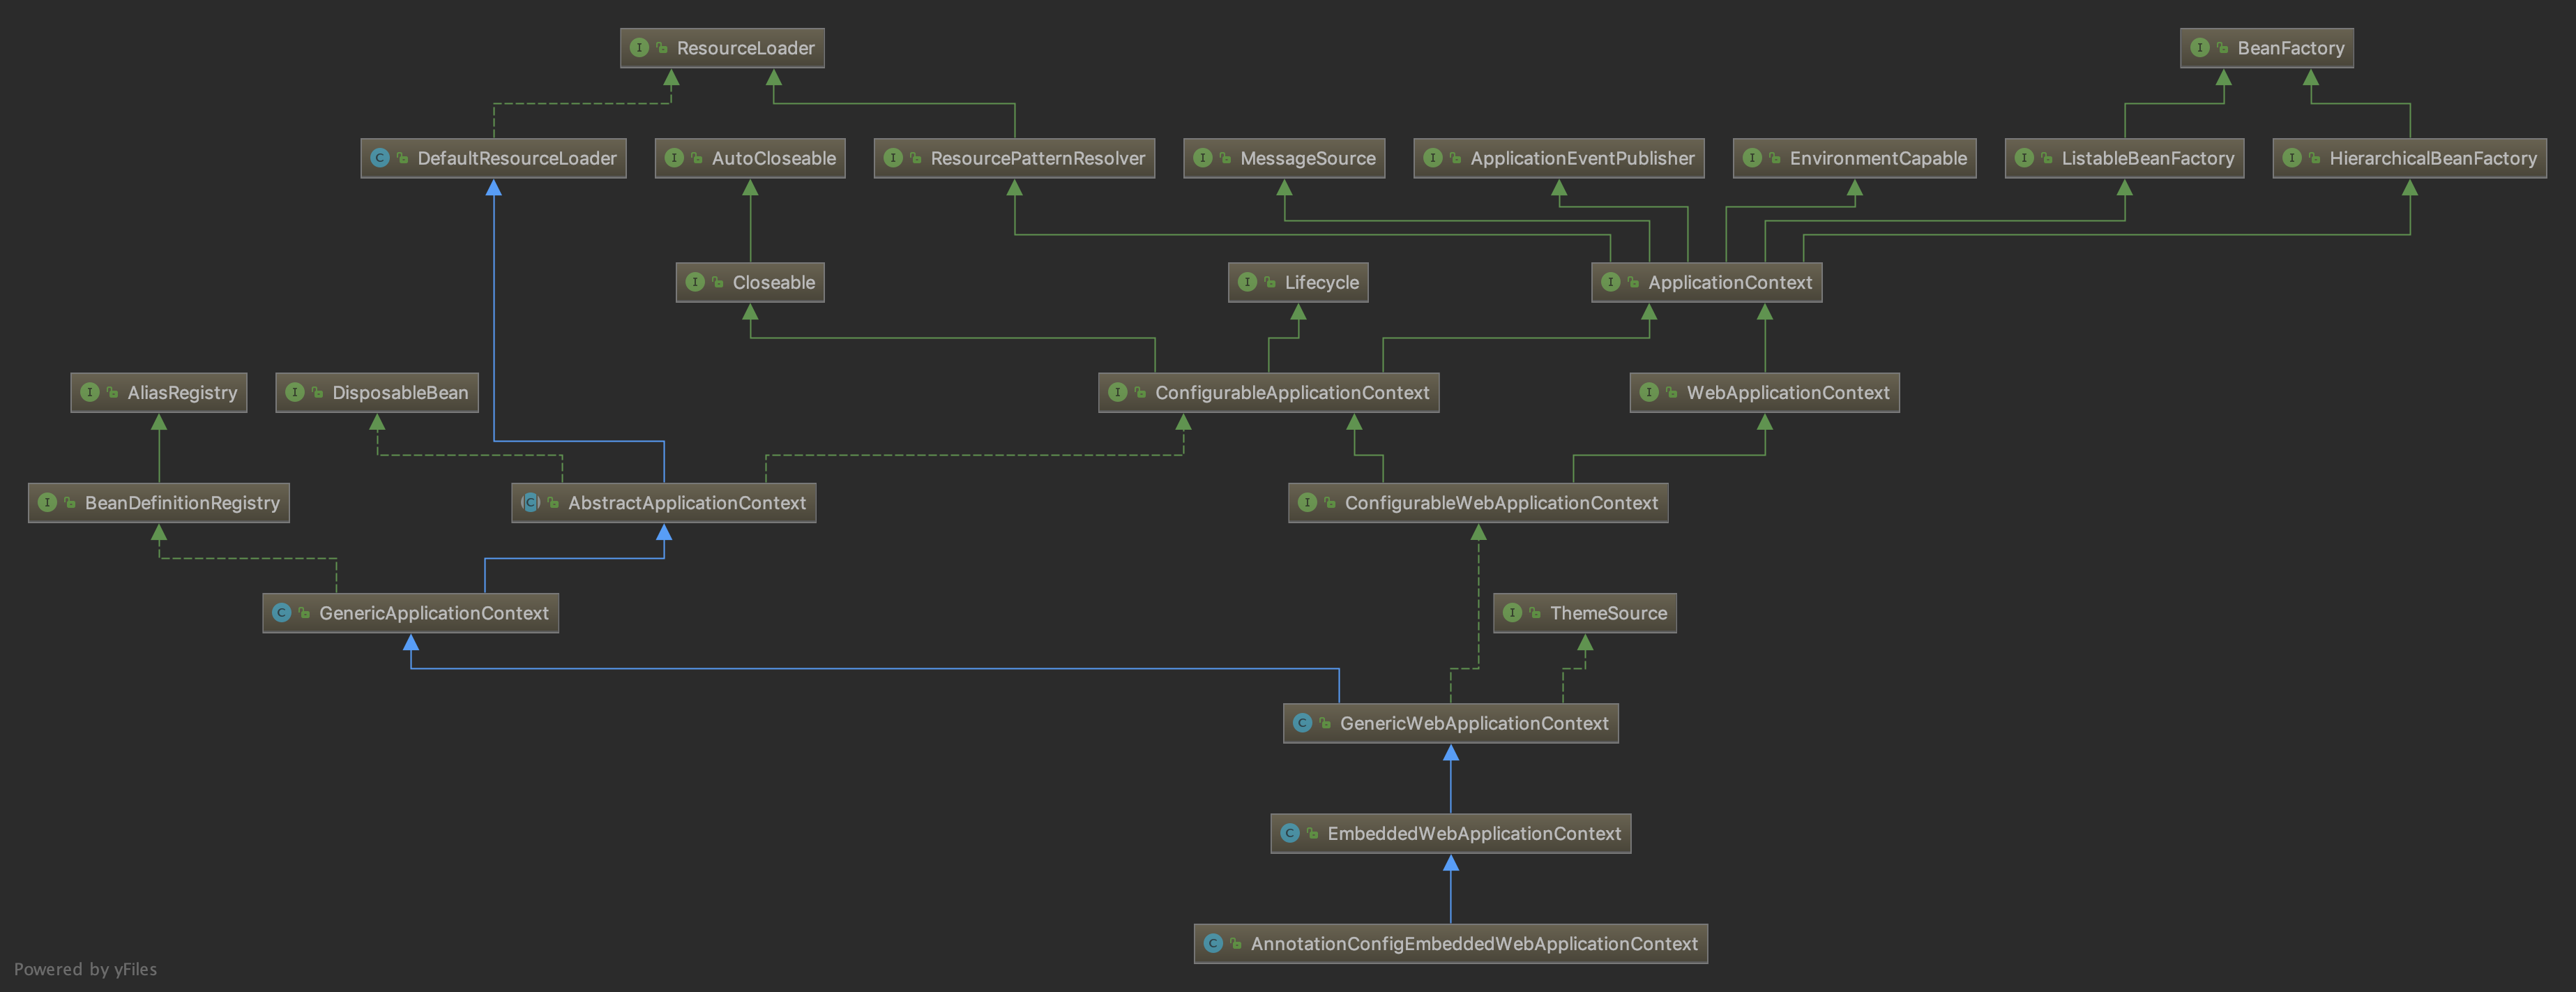 ResourceLoader
BeanFactory
DefaultResourceLoader
AutoCloseable
ResourcePatternResolver
MessageSource
ApplicationEventPublisher
EnvironmentCapable
ListableBeanFactory
HierarchicalBeanFactory
Closeable
Lifecycle
ApplicationContext
AliasRegistry
DisposableBean
ConfigurableApplicationContext
WebApplicationContext
BeanDefinitionRegistry
AbstractApplicationContext
ConfigurableWebApplicationContext
GenericApplicationContext
ThemeSource
GenericWebApplicationContext
EmbeddedWebApplicationContext
AnnotationConfigEmbeddedWebApplicationContext
Powered by yFiles